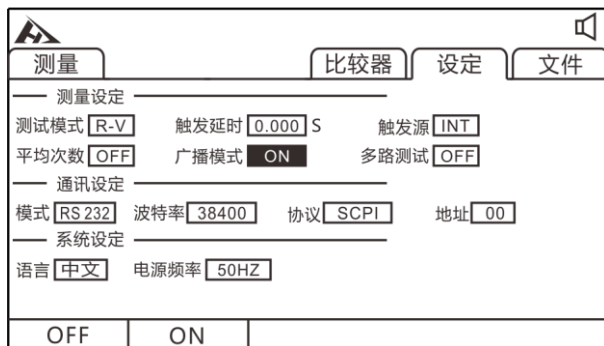 测量 比较器 设定 文件
测量设定
测试模式 R-V 触发延时 0.000 S 触发源 INT
平均次数 OFF 广播模式 ON 多路测试 OFF
通讯设定
模式 RS232 波特率 38400 协议 SCPI 地址 00
系统设定
语言 中文 电源频率 50HZ
OFF ON